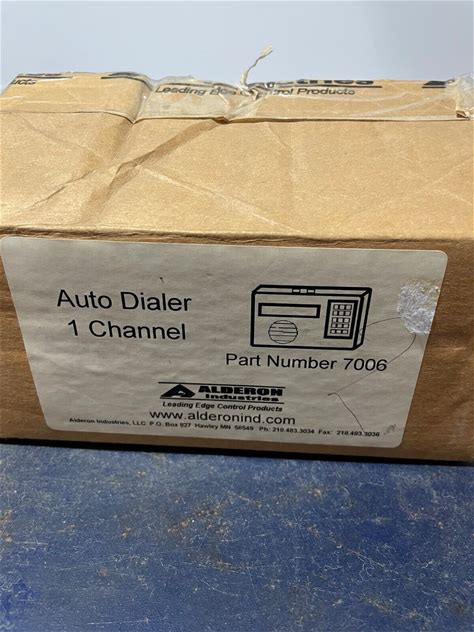 ducts
Leading Edge Control Products
Auto Dialer
1 Channel
Part Number 7006
ALDERON
Industries
Leading Edge Control Products
www.alderonind.com
Alderon Industries, LLC P.O. Box 827 Hawley MN 56549 Ph: 218.483.3034 Fax: 218.483.3036